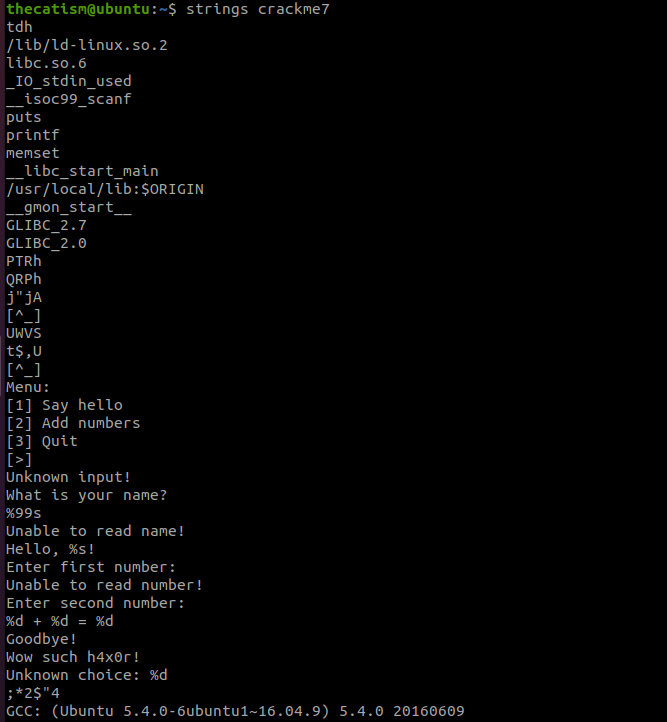 thecatism@ubuntu:~$ strings crackme7
tdh
/lib/ld-linux.so.2
libc.so.6
_IO_stdin_used
__isoc99_scanf
puts
printf
memset
__libc_start_main
/usr/local/lib:$ORIGIN
__gmon_start__
GLIBC_2.7
GLIBC_2.0
PTRh
QRPh
j"jA
[^_]
UWVS
t$,U
[^_]
Menu:
[1] Say hello
[2] Add numbers
[3] Quit
[>]
Unknown input!
What is your name?
%99s
Unable to read name!
Hello, %s!
Enter first number:
Unable to read number!
Enter second number:
%d + %d = %d
Goodbye!
Wow such h4x0r!
Unknown choice: %d
;*2$"4
GCC: (Ubuntu 5.4.0-6ubuntu1~16.04.9) 5.4.0 20160609